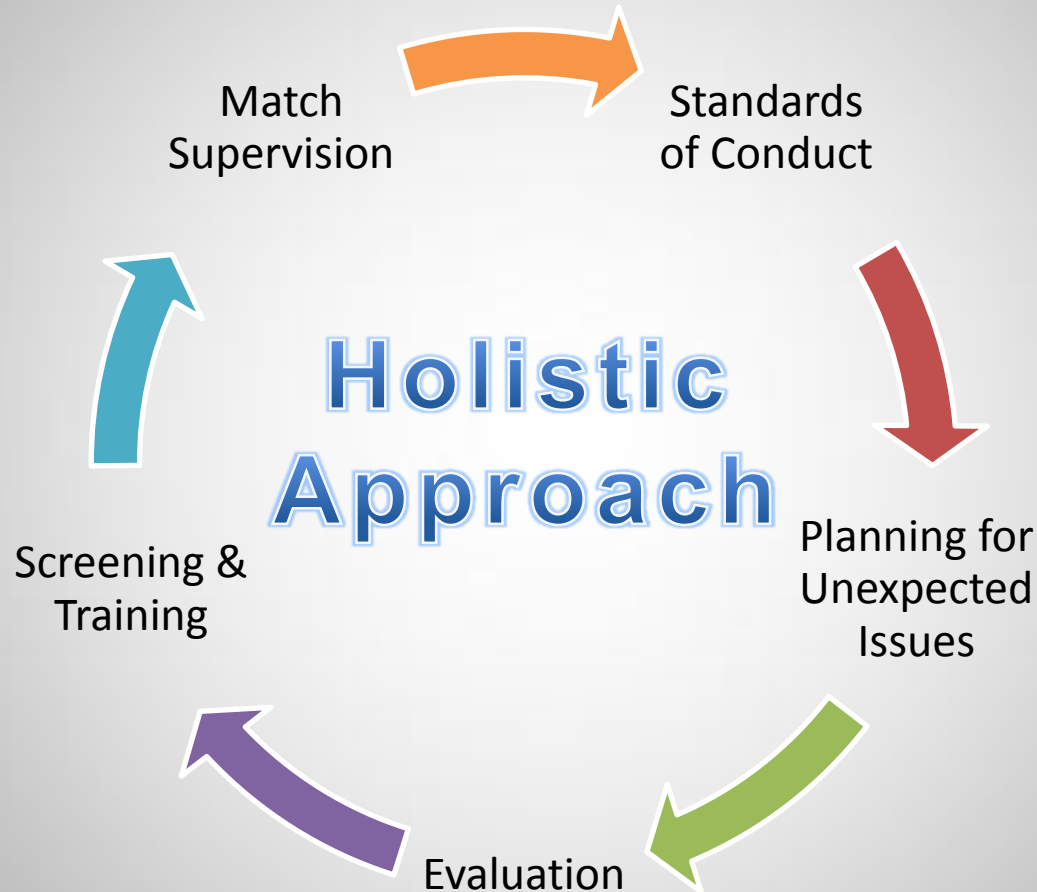 Match
Supervision
Standards
of Conduct
Holistic
Approach
Screening &
Training
Planning for
Unexpected
Issues
Evaluation